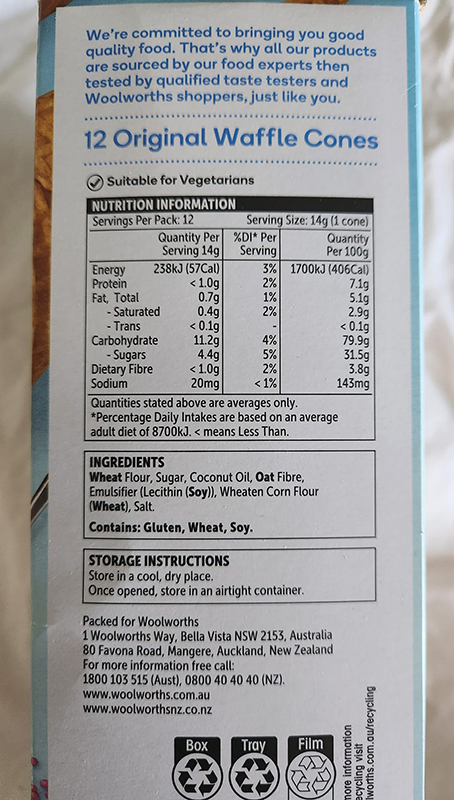 We're committed to bringing you good
quality food. That's why all our products
are sourced by our food experts then
tested by qualified taste testers and
Woolworths shoppers, just like you.
12 Original Waffle Cones
Suitable for Vegetarians
NUTRITION INFORMATION
Servings Per Pack: 12 Serving Size: 14g (1 cone)
Quantity Per %DI* Per Quantity
Serving 14g Serving Per 100g
Energy 238kJ (57Cal) 3% 1700kJ (406Cal)
Protein < 1.0g 2% 7.1g
Fat, Total 0.7g 1% 5.1g
- Saturated 0.4g 2% 2.9g
- Trans < 0.1g - < 0.1g
Carbohydrate 11.2g 4% 79.9g
- Sugars 4.4g 5% 31.5g
Dietary Fibre < 1.0g 2% 3.8g
Sodium 20mg < 1% 143mg
Quantities stated above are averages only.
*Percentage Daily Intakes are based on an average
adult diet of 8700kJ. < means Less Than.
INGREDIENTS
Wheat Flour, Sugar, Coconut Oil, Oat Fibre,
Emulsifier (Lecithin (Soy)), Wheaten Corn Flour
(Wheat), Salt.
Contains: Gluten, Wheat, Soy.
STORAGE INSTRUCTIONS
Store in a cool, dry place.
Once opened, store in an airtight container.
Packed for Woolworths
1 Woolworths Way, Bella Vista NSW 2153, Australia
80 Favona Road, Mangere, Auckland, New Zealand
For more information free call:
1800 103 515 (Aust), 0800 40 40 40 (NZ).
www.woolworths.com.au
www.woolworthsnz.co.nz
Box Tray Film
information
visit
.com.au/recycling